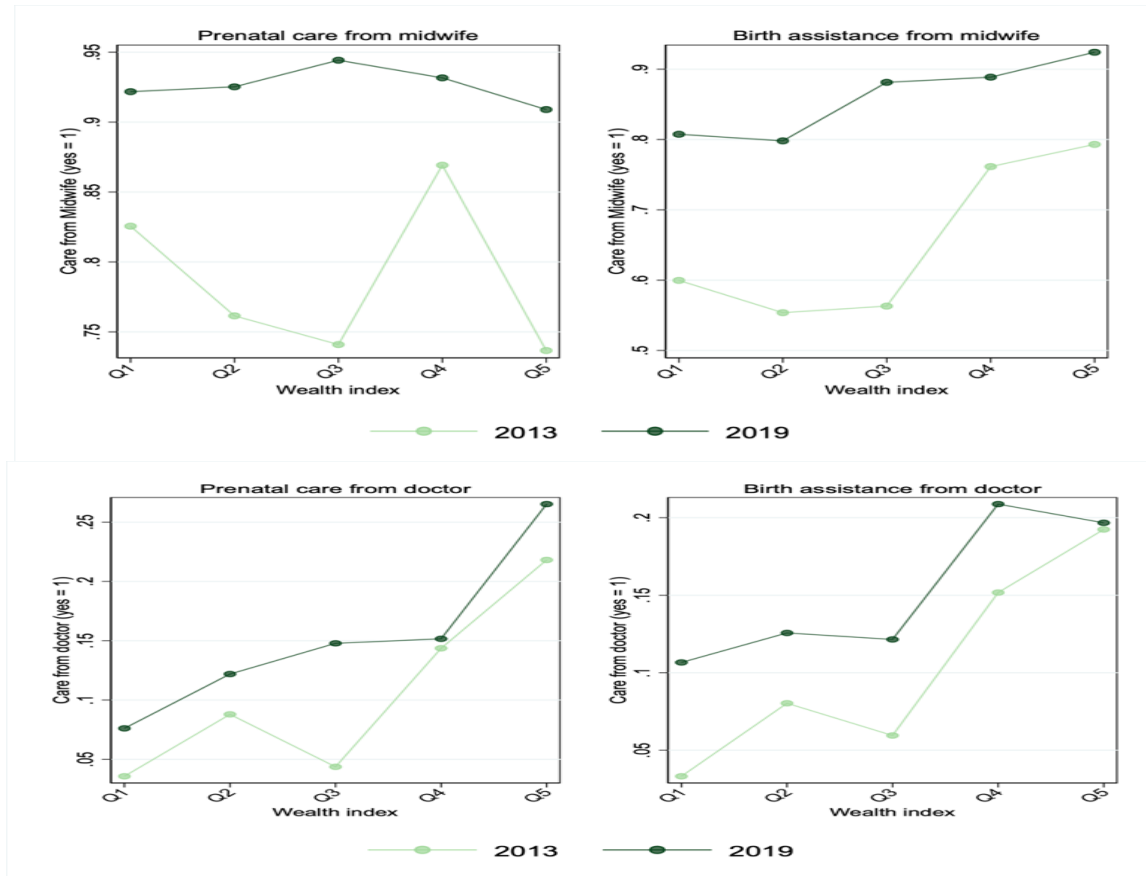 Prenatal care from midwife
Care from Midwife (yes = 1)
.95
.9
.85
.8
.75
Q1 Q2 Q3 Q4 Q5
Wealth index
Birth assistance from midwife
Care from Midwife (yes = 1)
.9
.8
.7
.6
.5
Q1 Q2 Q3 Q4 Q5
Wealth index
2013 2019
Prenatal care from doctor
Care from doctor (yes = 1)
.25
.2
.15
.1
.05
Q1 Q2 Q3 Q4 Q5
Wealth index
Birth assistance from doctor
Care from doctor (yes = 1)
.2
.15
.1
.05
Q1 Q2 Q3 Q4 Q5
Wealth index
2013 2019